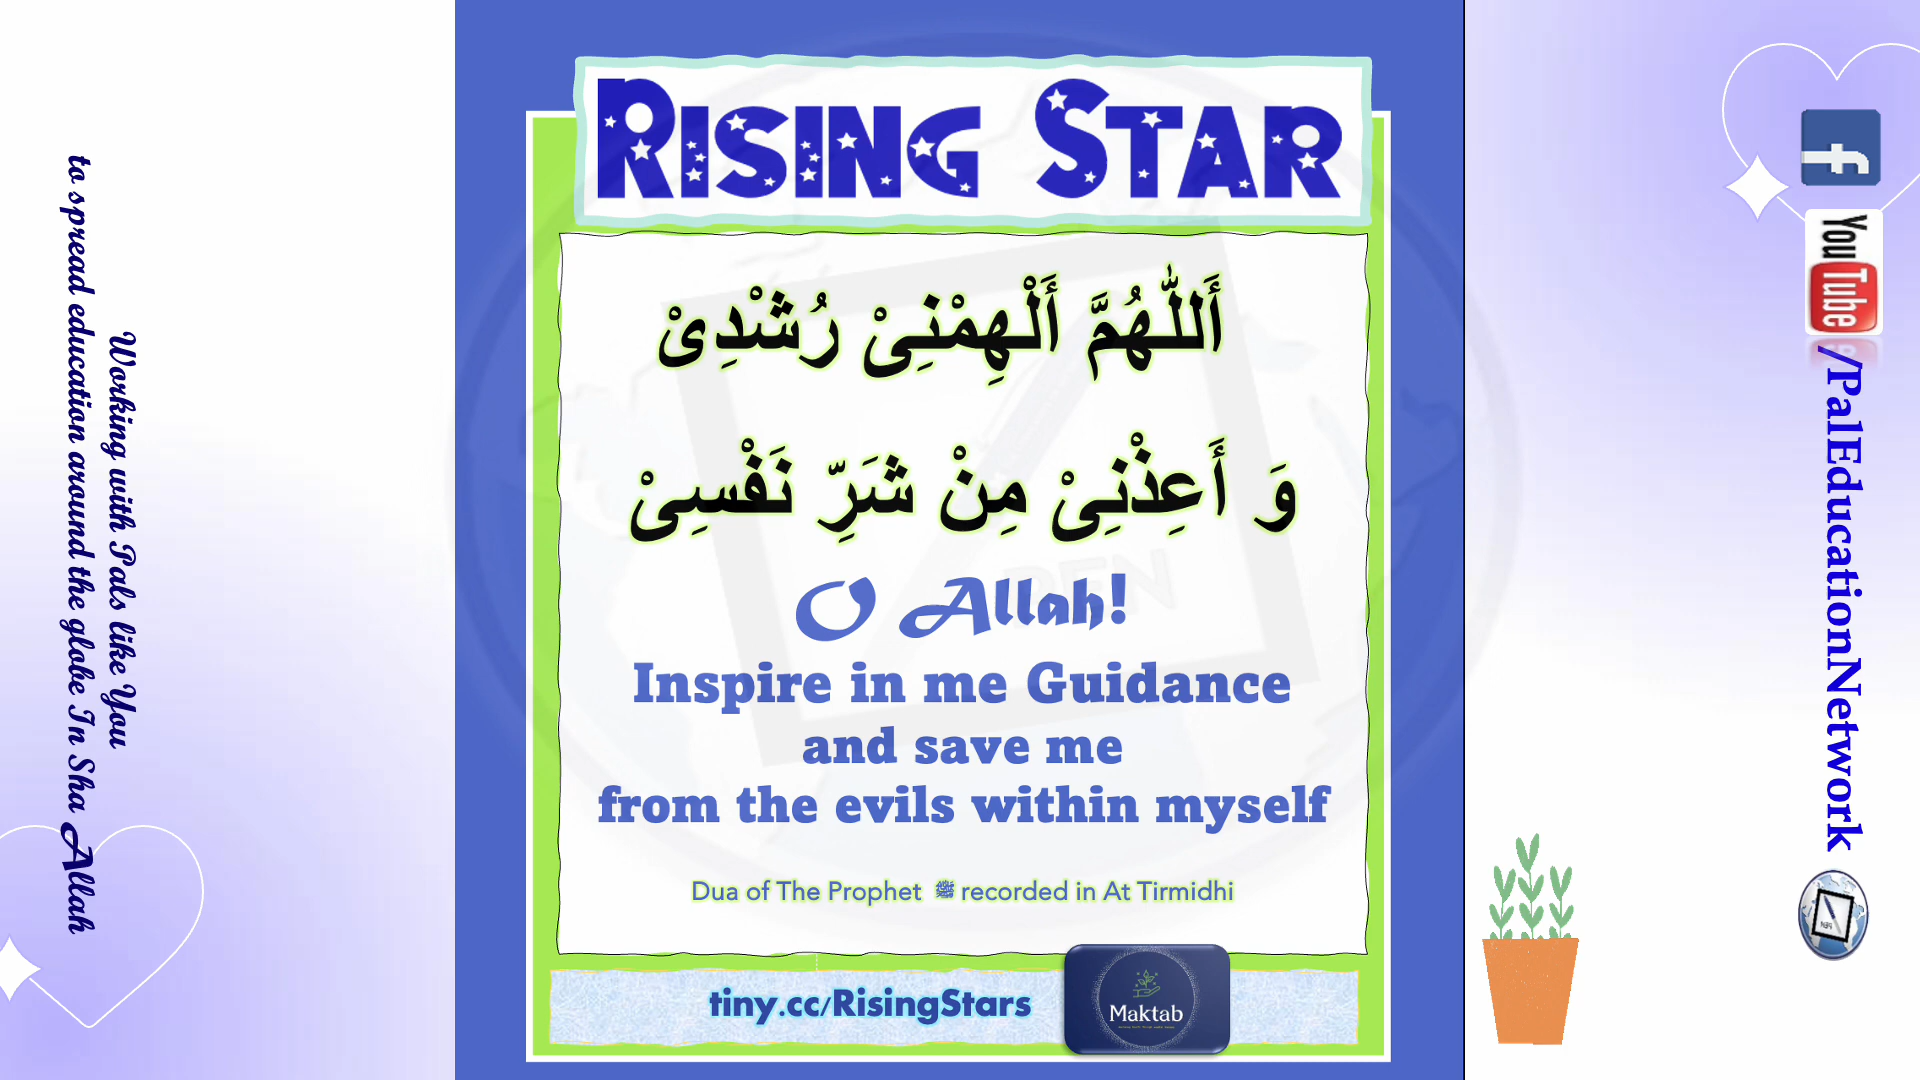 Working with Pals like You
to spread education around the globe In Sha Allah
RISING STAR
أَللّٰهُمَّ أَلْهِمْنِىْ رُشْدِىْ
وَ أَعِذْنِىْ مِنْ شَرِّ نَفْسِىْ
O Allah!
Inspire in me Guidance
and save me
from the evils within myself
Dua of The Prophet ﷺ recorded in At Tirmidhi
tiny.cc/RisingStars
Maktab
f
You Tube
/PalEducationNetwork
PEN